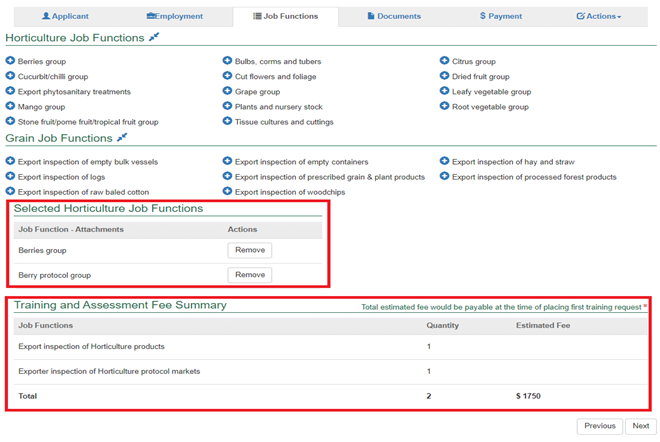 Applicant Employment Job Functions Documents $ Payment Actions
Horticulture Job Functions
Berries group Bulbs, corms and tubers Citrus group
Cucurbit/chilli group Cut flowers and foliage Dried fruit group
Export phytosanitary treatments Grape group Leafy vegetable group
Mango group Plants and nursery stock Root vegetable group
Stone fruit/pome fruit/tropical fruit group Tissue cultures and cuttings
Grain Job Functions
Export inspection of empty bulk vessels Export inspection of empty containers Export inspection of hay and straw
Export inspection of logs Export inspection of prescribed grain & plant products Export inspection of processed forest products
Export inspection of raw baled cotton Export inspection of woodchips
Selected Horticulture Job Functions
Job Function - Attachments Actions
Berries group Remove
Berry protocol group Remove
Training and Assessment Fee Summary Total estimated fee would be payable at the time of placing first training request *
Job Functions Quantity Estimated Fee
Export inspection of Horticulture products 1
Exporter inspection of Horticulture protocol markets 1
Total 2 $ 1750
Previous Next